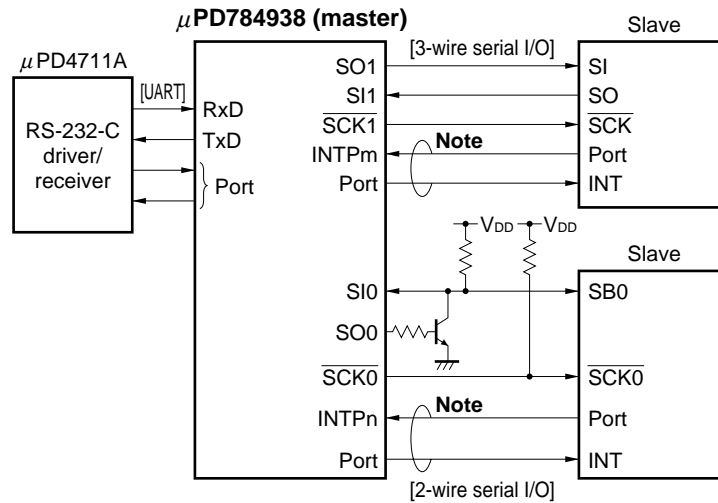 µPD784938 (master)
µPD4711A
RS-232-C
driver/
receiver
[UART]
RxD
TxD
Port
SO1
SI1
SCK1
INTPm
Port
[3-wire serial I/O]
Note
Slave
SI
SO
SCK
Port
INT
VDD
VDD
SI0
SO0
SCK0
INTPn
Port
Note
[2-wire serial I/O]
Slave
SB0
SCK0
Port
INT